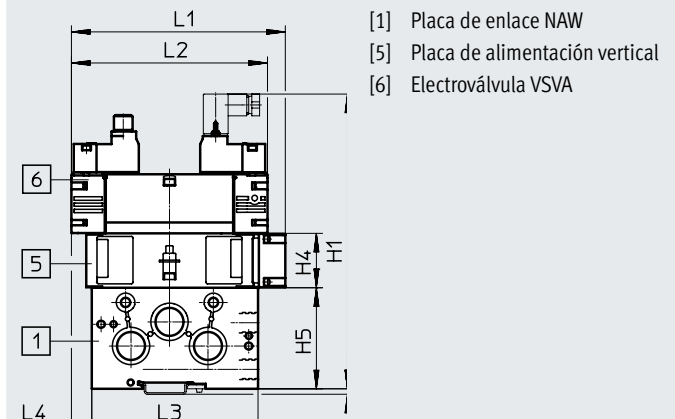 L1
[1] Placa de enlace NAW
[5] Placa de alimentación vertical
L2
[6] Electroválvula VSVA
6
H1
5
H4
1
H5
L4
L3